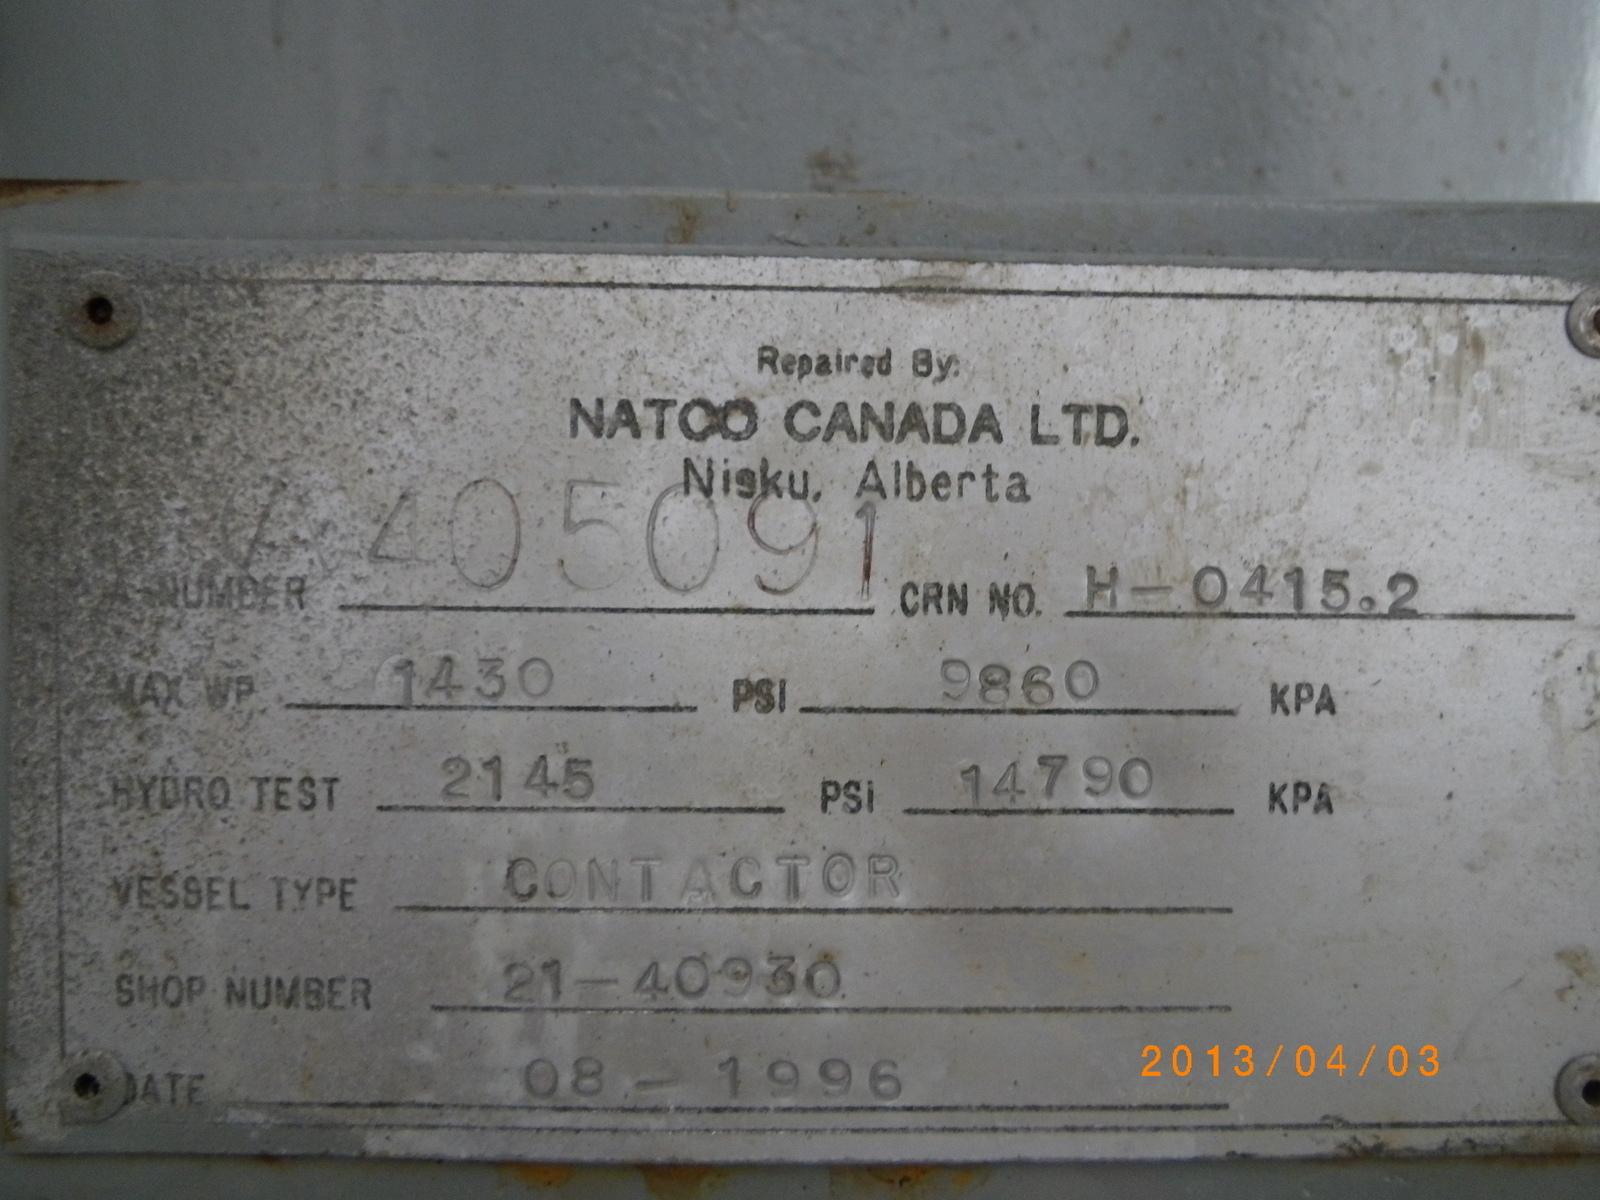 Repaired By:
NATCO CANADA LTD.
Nisku, Alberta
A-NUMBER A-405091 CRN NO. H-0415.2
MAX WP 1430 PSI 9860 KPA
HYDRO TEST 2145 PSI 14790 KPA
VESSEL TYPE CONTACTOR
SHOP NUMBER 21-40930
DATE 08-1996
2013/04/03